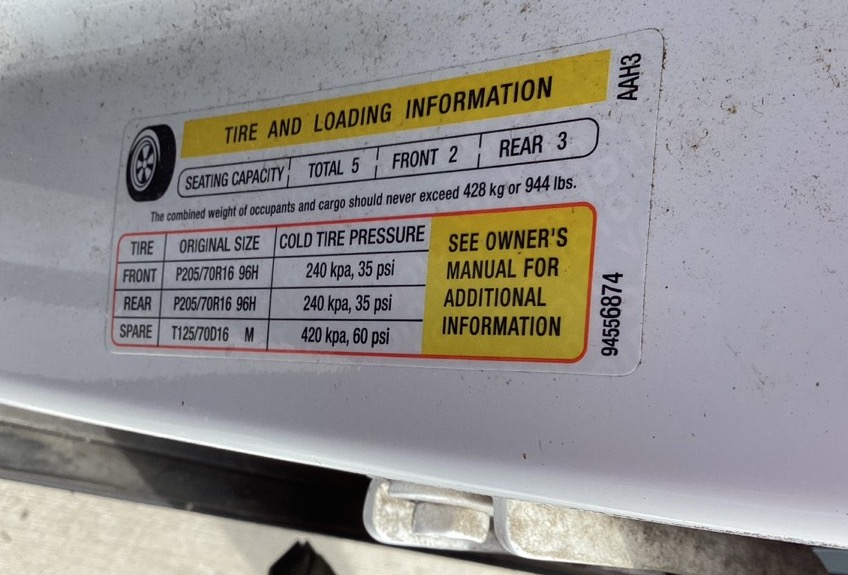 TIRE AND LOADING INFORMATION
AAH3
SEATING CAPACITY TOTAL 5 FRONT 2 REAR 3
The combined weight of occupants and cargo should never exceed 428 kg or 944 lbs.
TIRE ORIGINAL SIZE COLD TIRE PRESSURE
FRONT P205/70R16 96H 240 kpa, 35 psi
REAR P205/70R16 96H 240 kpa, 35 psi
SPARE T125/70D16 M 420 kpa, 60 psi
SEE OWNER'S
MANUAL FOR
ADDITIONAL
INFORMATION
94556874